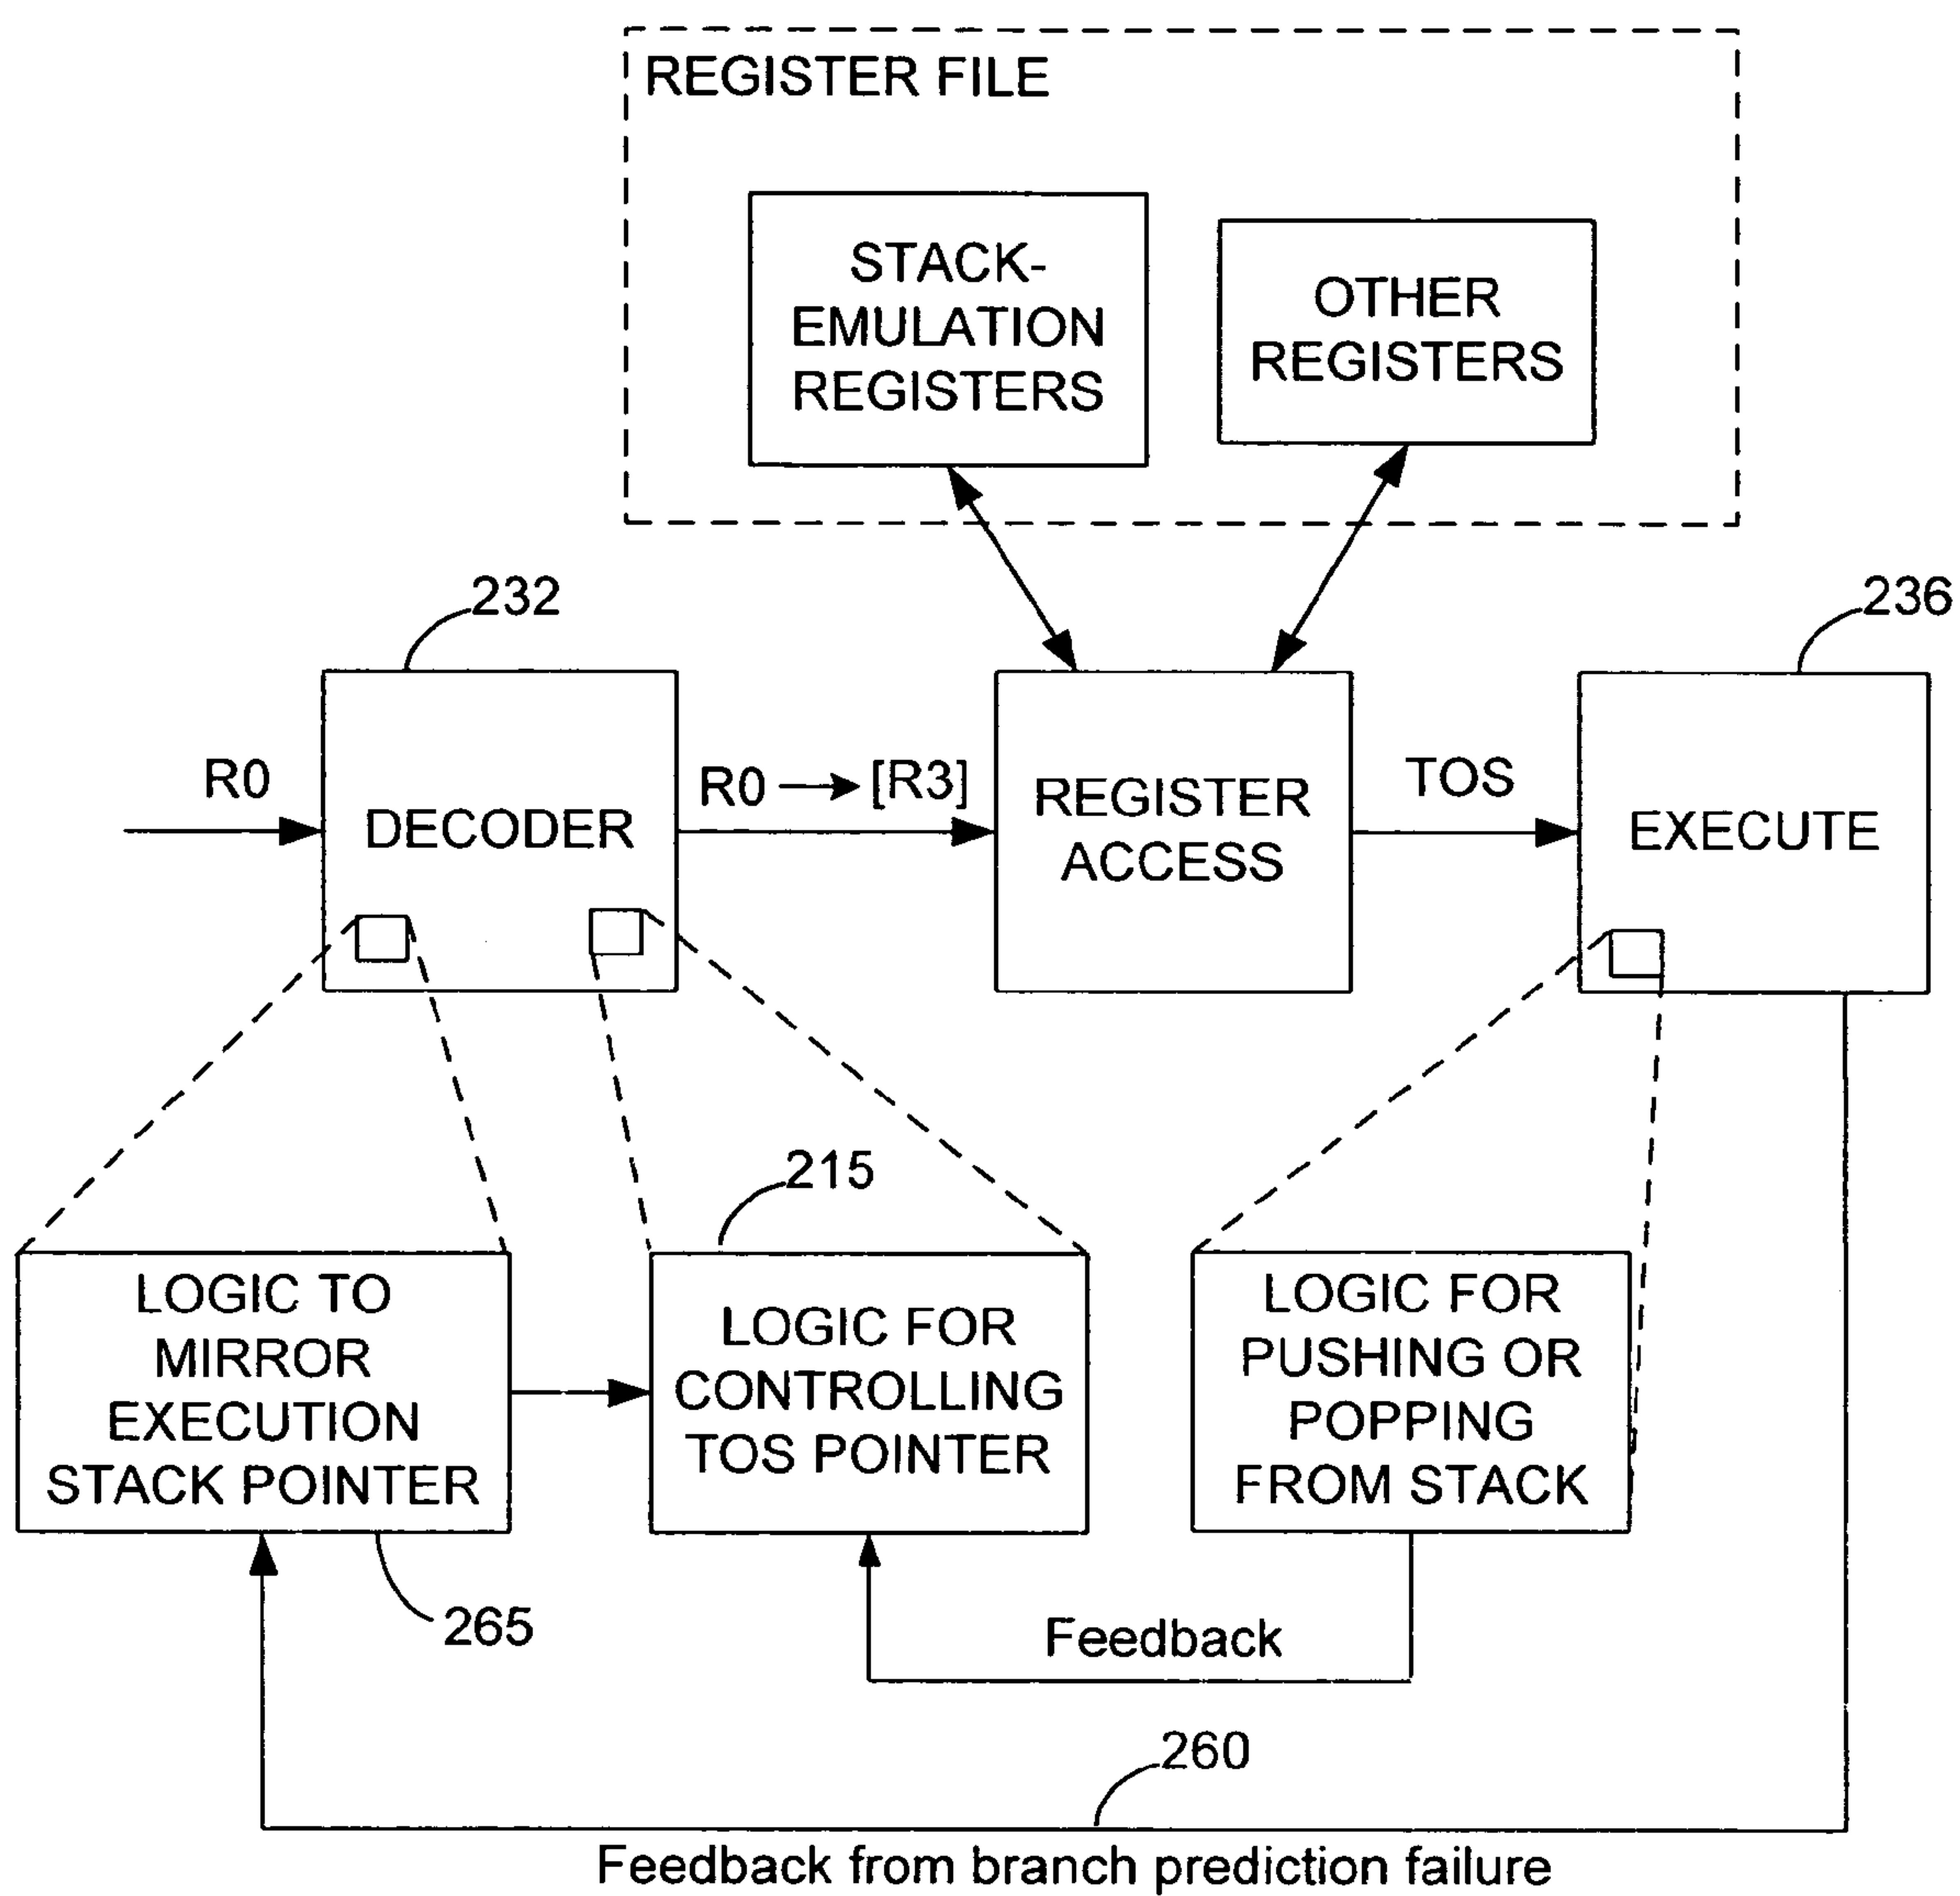 REGISTER FILE
STACK-
EMULATION
REGISTERS
OTHER
REGISTERS
232
236
R0
DECODER
R0 → [R3]
REGISTER
ACCESS
TOS
EXECUTE
215
LOGIC TO
MIRROR
EXECUTION
STACK POINTER
LOGIC FOR
CONTROLLING
TOS POINTER
LOGIC FOR
PUSHING OR
POPPING
FROM STACK
265
Feedback
260
Feedback from branch prediction failure